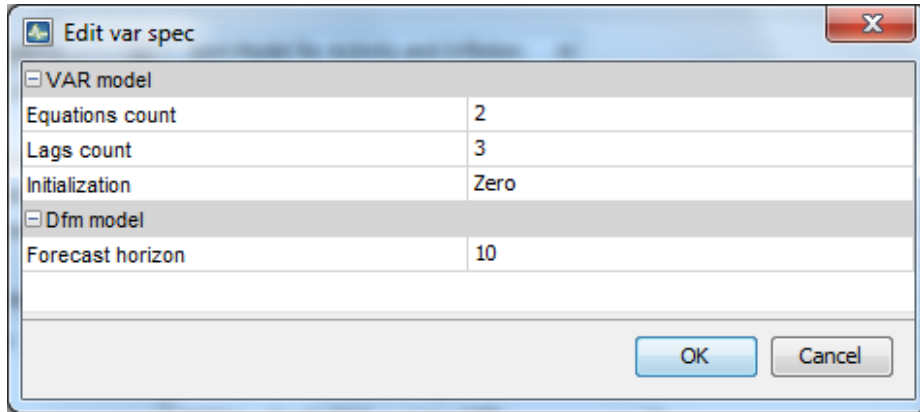 Edit var spec
VAR model
Equations count 2
Lags count 3
Initialization Zero
Dfm model
Forecast horizon 10
OK Cancel